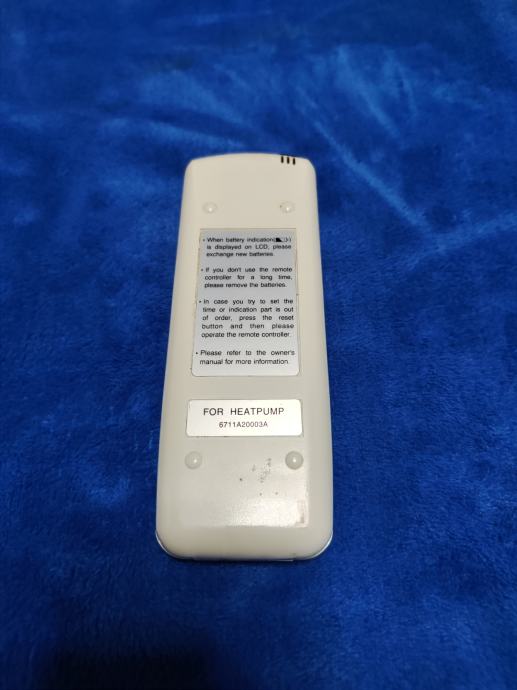 • When battery indication( )
is displayed on LCD, please
exchange new batteries.
• If you don't use the remote
controller for a long time,
please remove the batteries.
• In case you try to set the
time or indication part is out
of order, press the reset
button and then please
operate the remote controller.
• Please refer to the owner's
manual for more information.
FOR HEATPUMP
6711A20003A